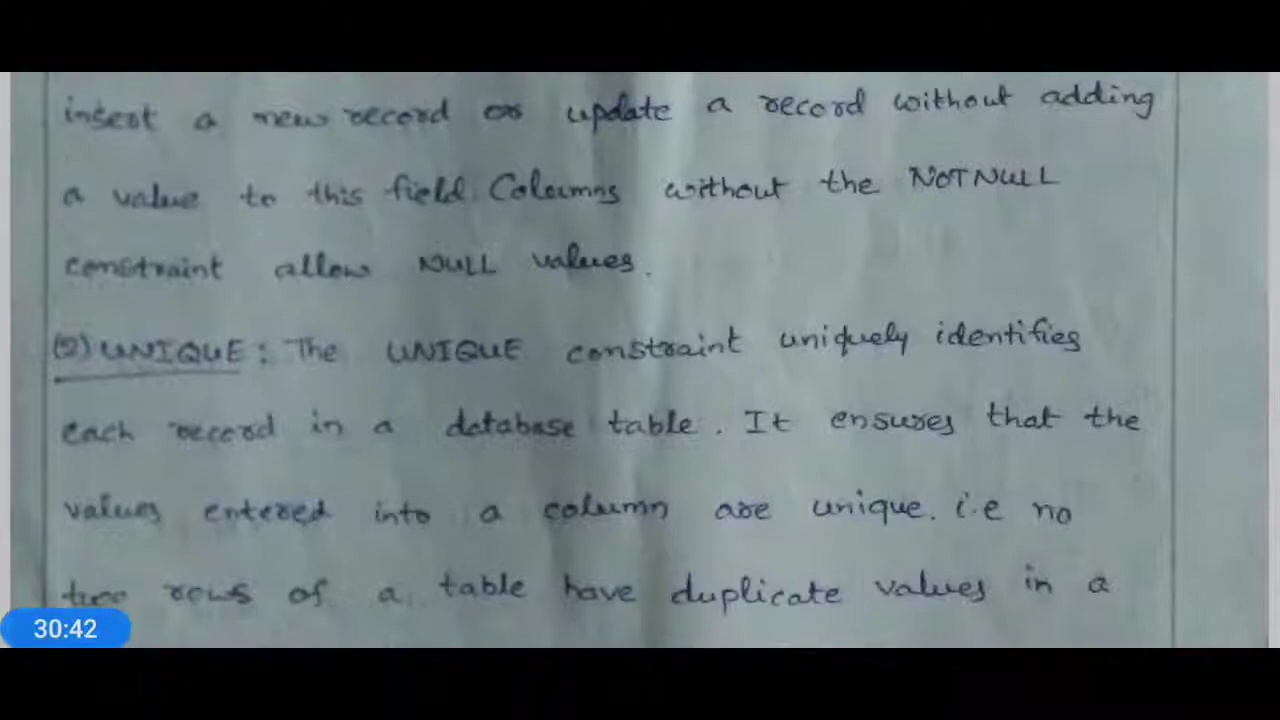 insert a new record or update a record without adding
a value to this field. Columns without the NOTNULL
constraint allow NULL values.
(2) UNIQUE: The UNIQUE constraint uniquely identifies
each record in a database table. It ensures that the
values entered into a column are unique. i.e no
two rows of a table have duplicate values in a
30:42